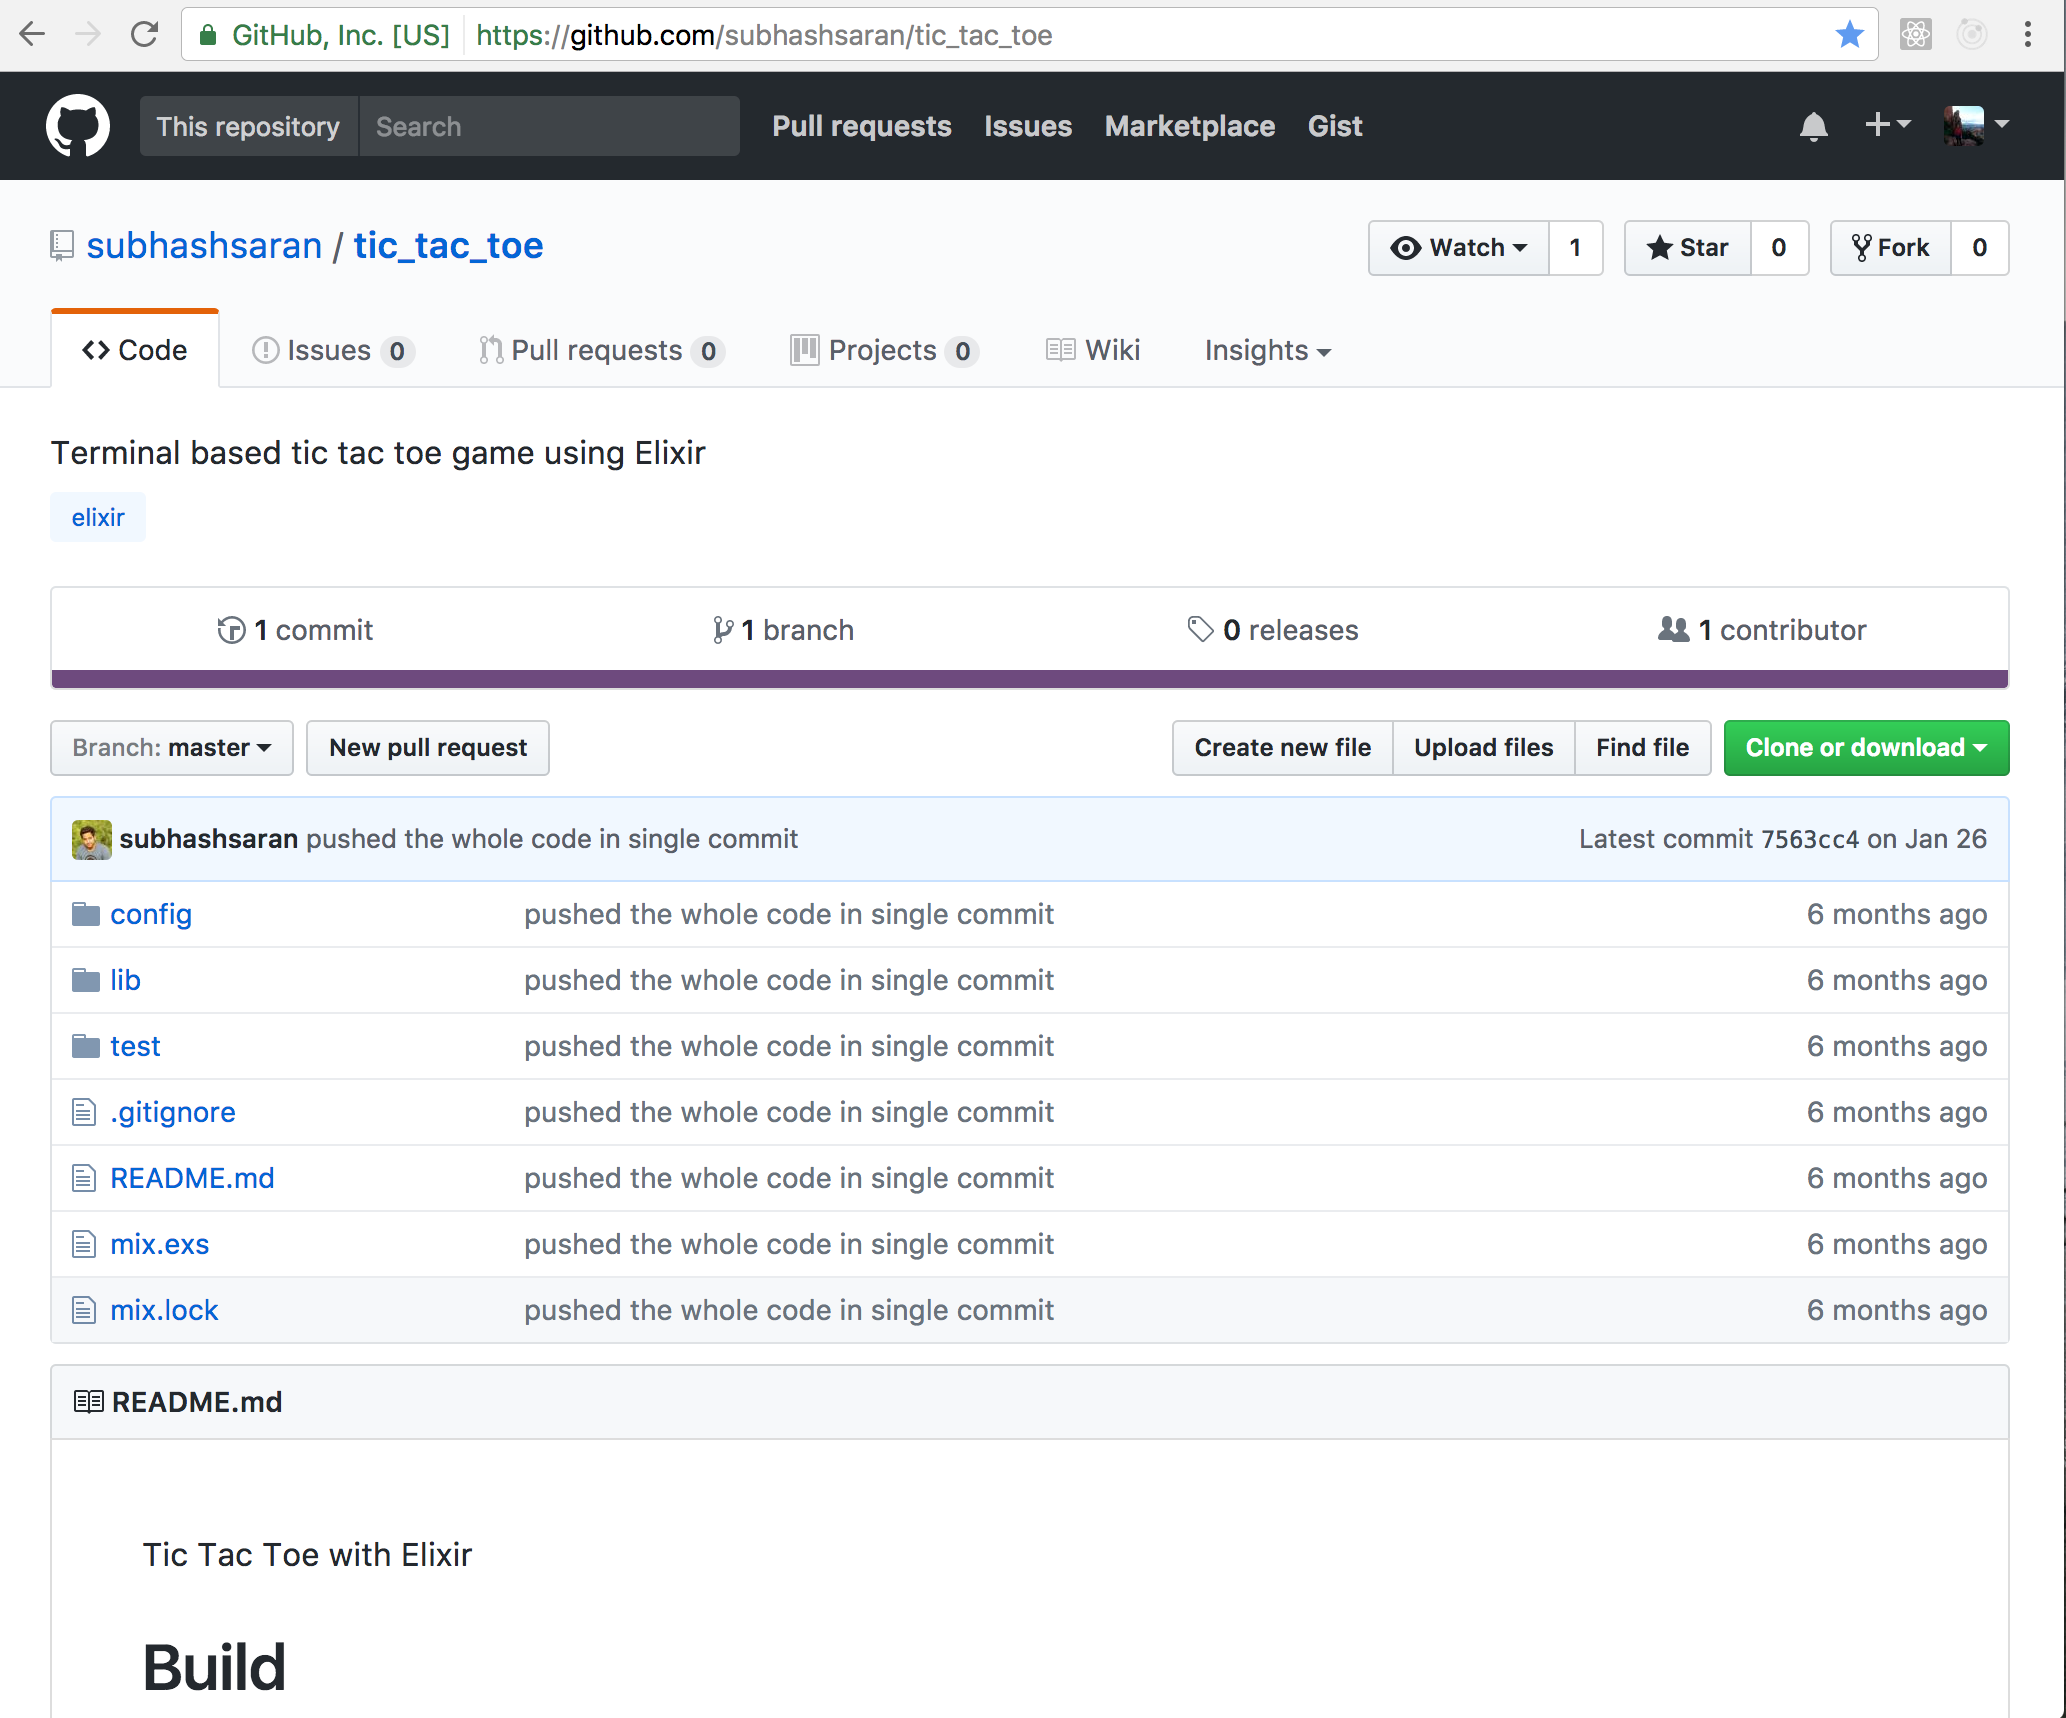 GitHub, Inc. [US] https://github.com/subhashsaran/tic_tac_toe
This repository Search Pull requests Issues Marketplace Gist
subhashsaran / tic_tac_toe Watch 1 Star 0 Fork 0
Code Issues 0 Pull requests 0 Projects 0 Wiki Insights
Terminal based tic tac toe game using Elixir
elixir
1 commit 1 branch 0 releases 1 contributor
Branch: master New pull request Create new file Upload files Find file Clone or download
subhashsaran pushed the whole code in single commit Latest commit 7563cc4 on Jan 26
config pushed the whole code in single commit 6 months ago
lib pushed the whole code in single commit 6 months ago
test pushed the whole code in single commit 6 months ago
.gitignore pushed the whole code in single commit 6 months ago
README.md pushed the whole code in single commit 6 months ago
mix.exs pushed the whole code in single commit 6 months ago
mix.lock pushed the whole code in single commit 6 months ago
README.md
Tic Tac Toe with Elixir
Build